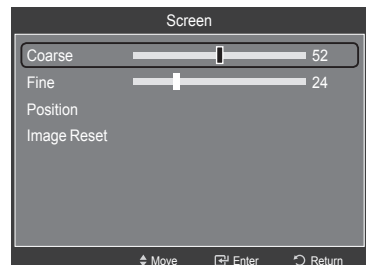 Screen
Coarse 52
Fine 24
Position
Image Reset
Move Enter Return